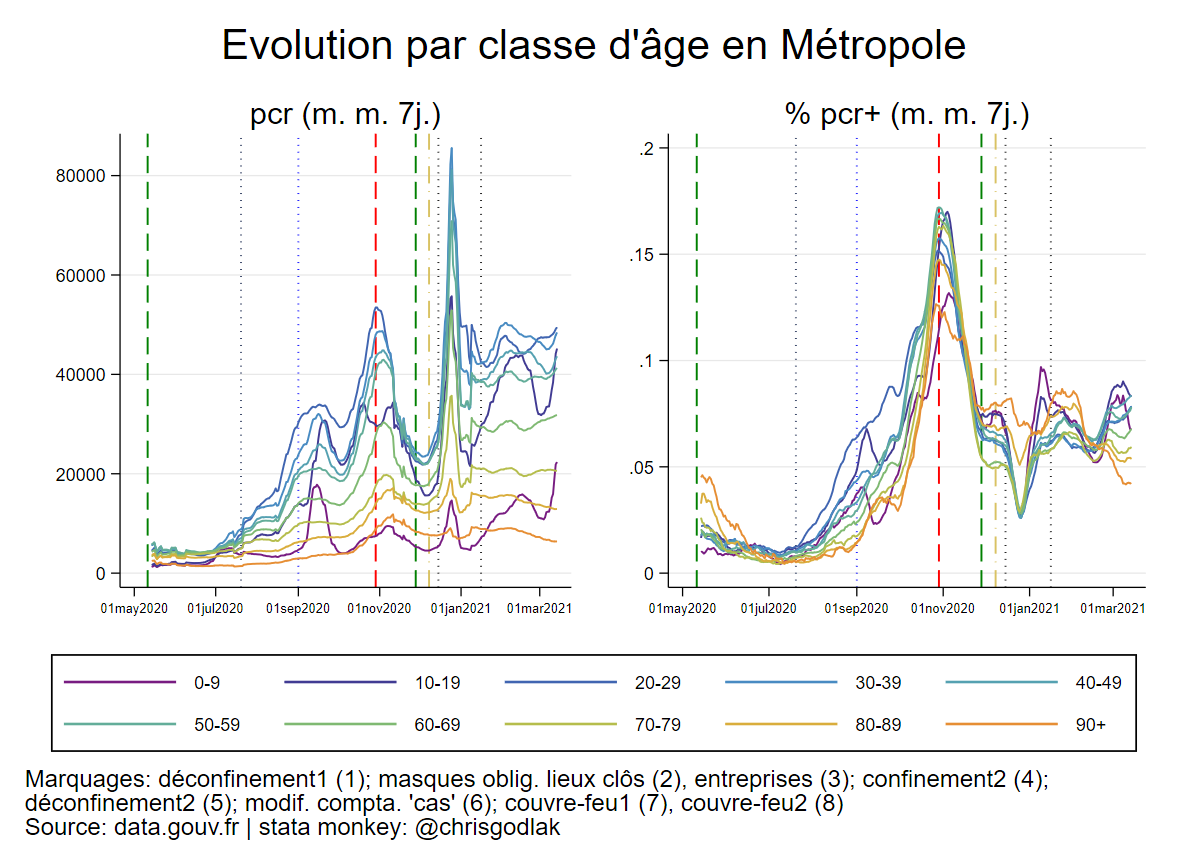 Evolution par classe d'âge en Métropole
pcr (m. m. 7j.)
% pcr+ (m. m. 7j.)
80000
60000
40000
20000
0
01may2020 01jul2020 01sep2020 01nov2020 01jan2021 01mar2021
.2
.15
.1
.05
0
01may2020 01jul2020 01sep2020 01nov2020 01jan2021 01mar2021
0-9 10-19 20-29 30-39 40-49
50-59 60-69 70-79 80-89 90+
Marquages: déconfinement1 (1); masques oblig. lieux clôs (2), entreprises (3); confinement2 (4);
déconfinement2 (5); modif. compta. 'cas' (6); couvre-feu1 (7), couvre-feu2 (8)
Source: data.gouv.fr | stata monkey: @chrisgodlak